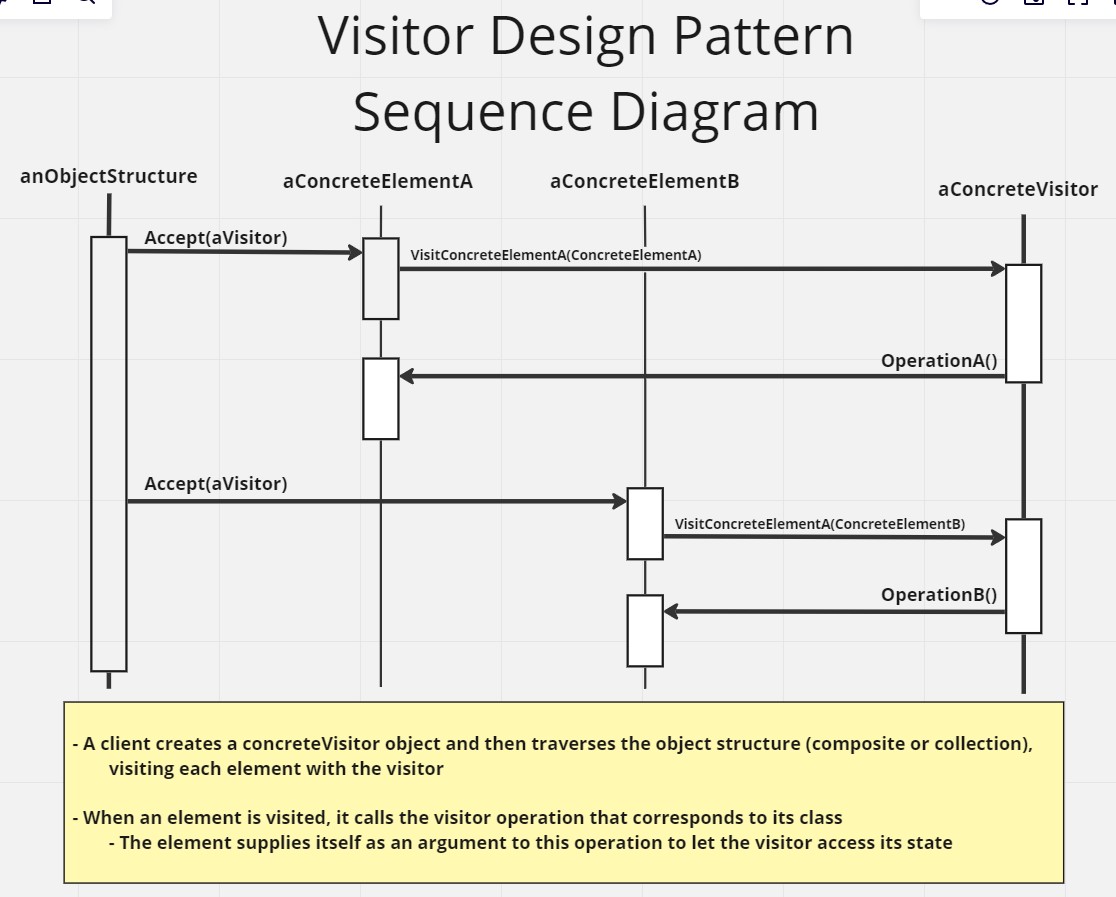 Visitor Design Pattern
Sequence Diagram
anObjectStructure
aConcreteElementA
aConcreteElementB
aConcreteVisitor
Accept(aVisitor)
VisitConcreteElementA(ConcreteElementA)
OperationA()
Accept(aVisitor)
VisitConcreteElementA(ConcreteElementB)
OperationB()
- A client creates a concreteVisitor object and then traverses the object structure (composite or collection),
visiting each element with the visitor
- When an element is visited, it calls the visitor operation that corresponds to its class
- The element supplies itself as an argument to this operation to let the visitor access its state